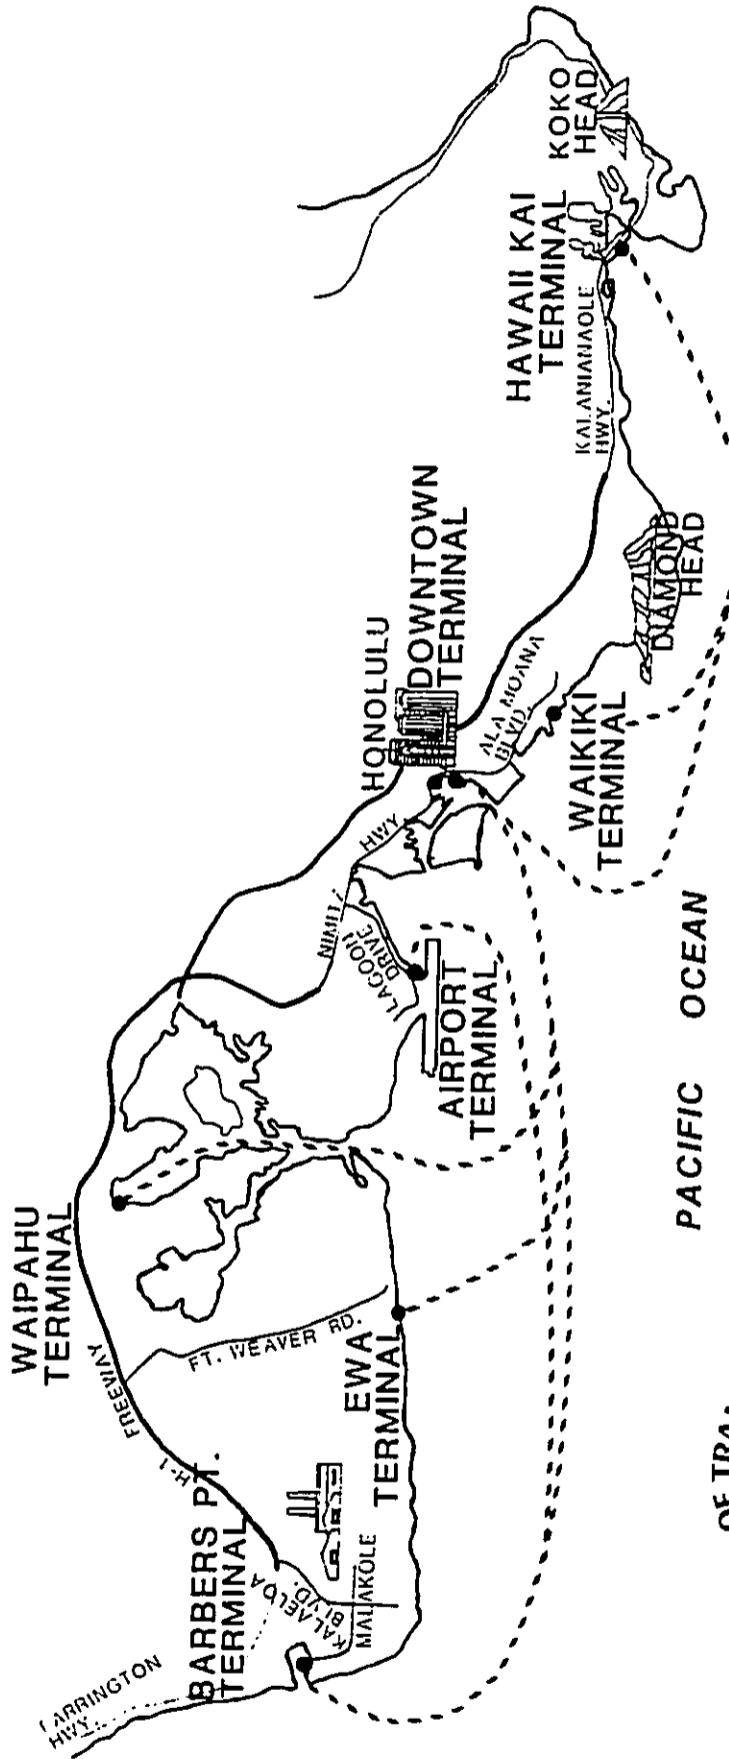 WAIPAHU
TERMINAL
FREEWAY
H-1
FT. WEAVER RD.
BARBERS PT.
TERMINAL
HWY.
BLVD.
MALAKOLE
EWA
TERMINAL
HONOLULU
DOWNTOWN
TERMINAL
HWY
LAGOON
DRIVE
AIRPORT
TERMINAL
ALA MOANA
BLVD.
WAIKIKI
TERMINAL
DIAMOND
HEAD
HAWAII KAI
TERMINAL
KALANIANAOLE
HWY.
KOKO
HEAD
PACIFIC OCEAN